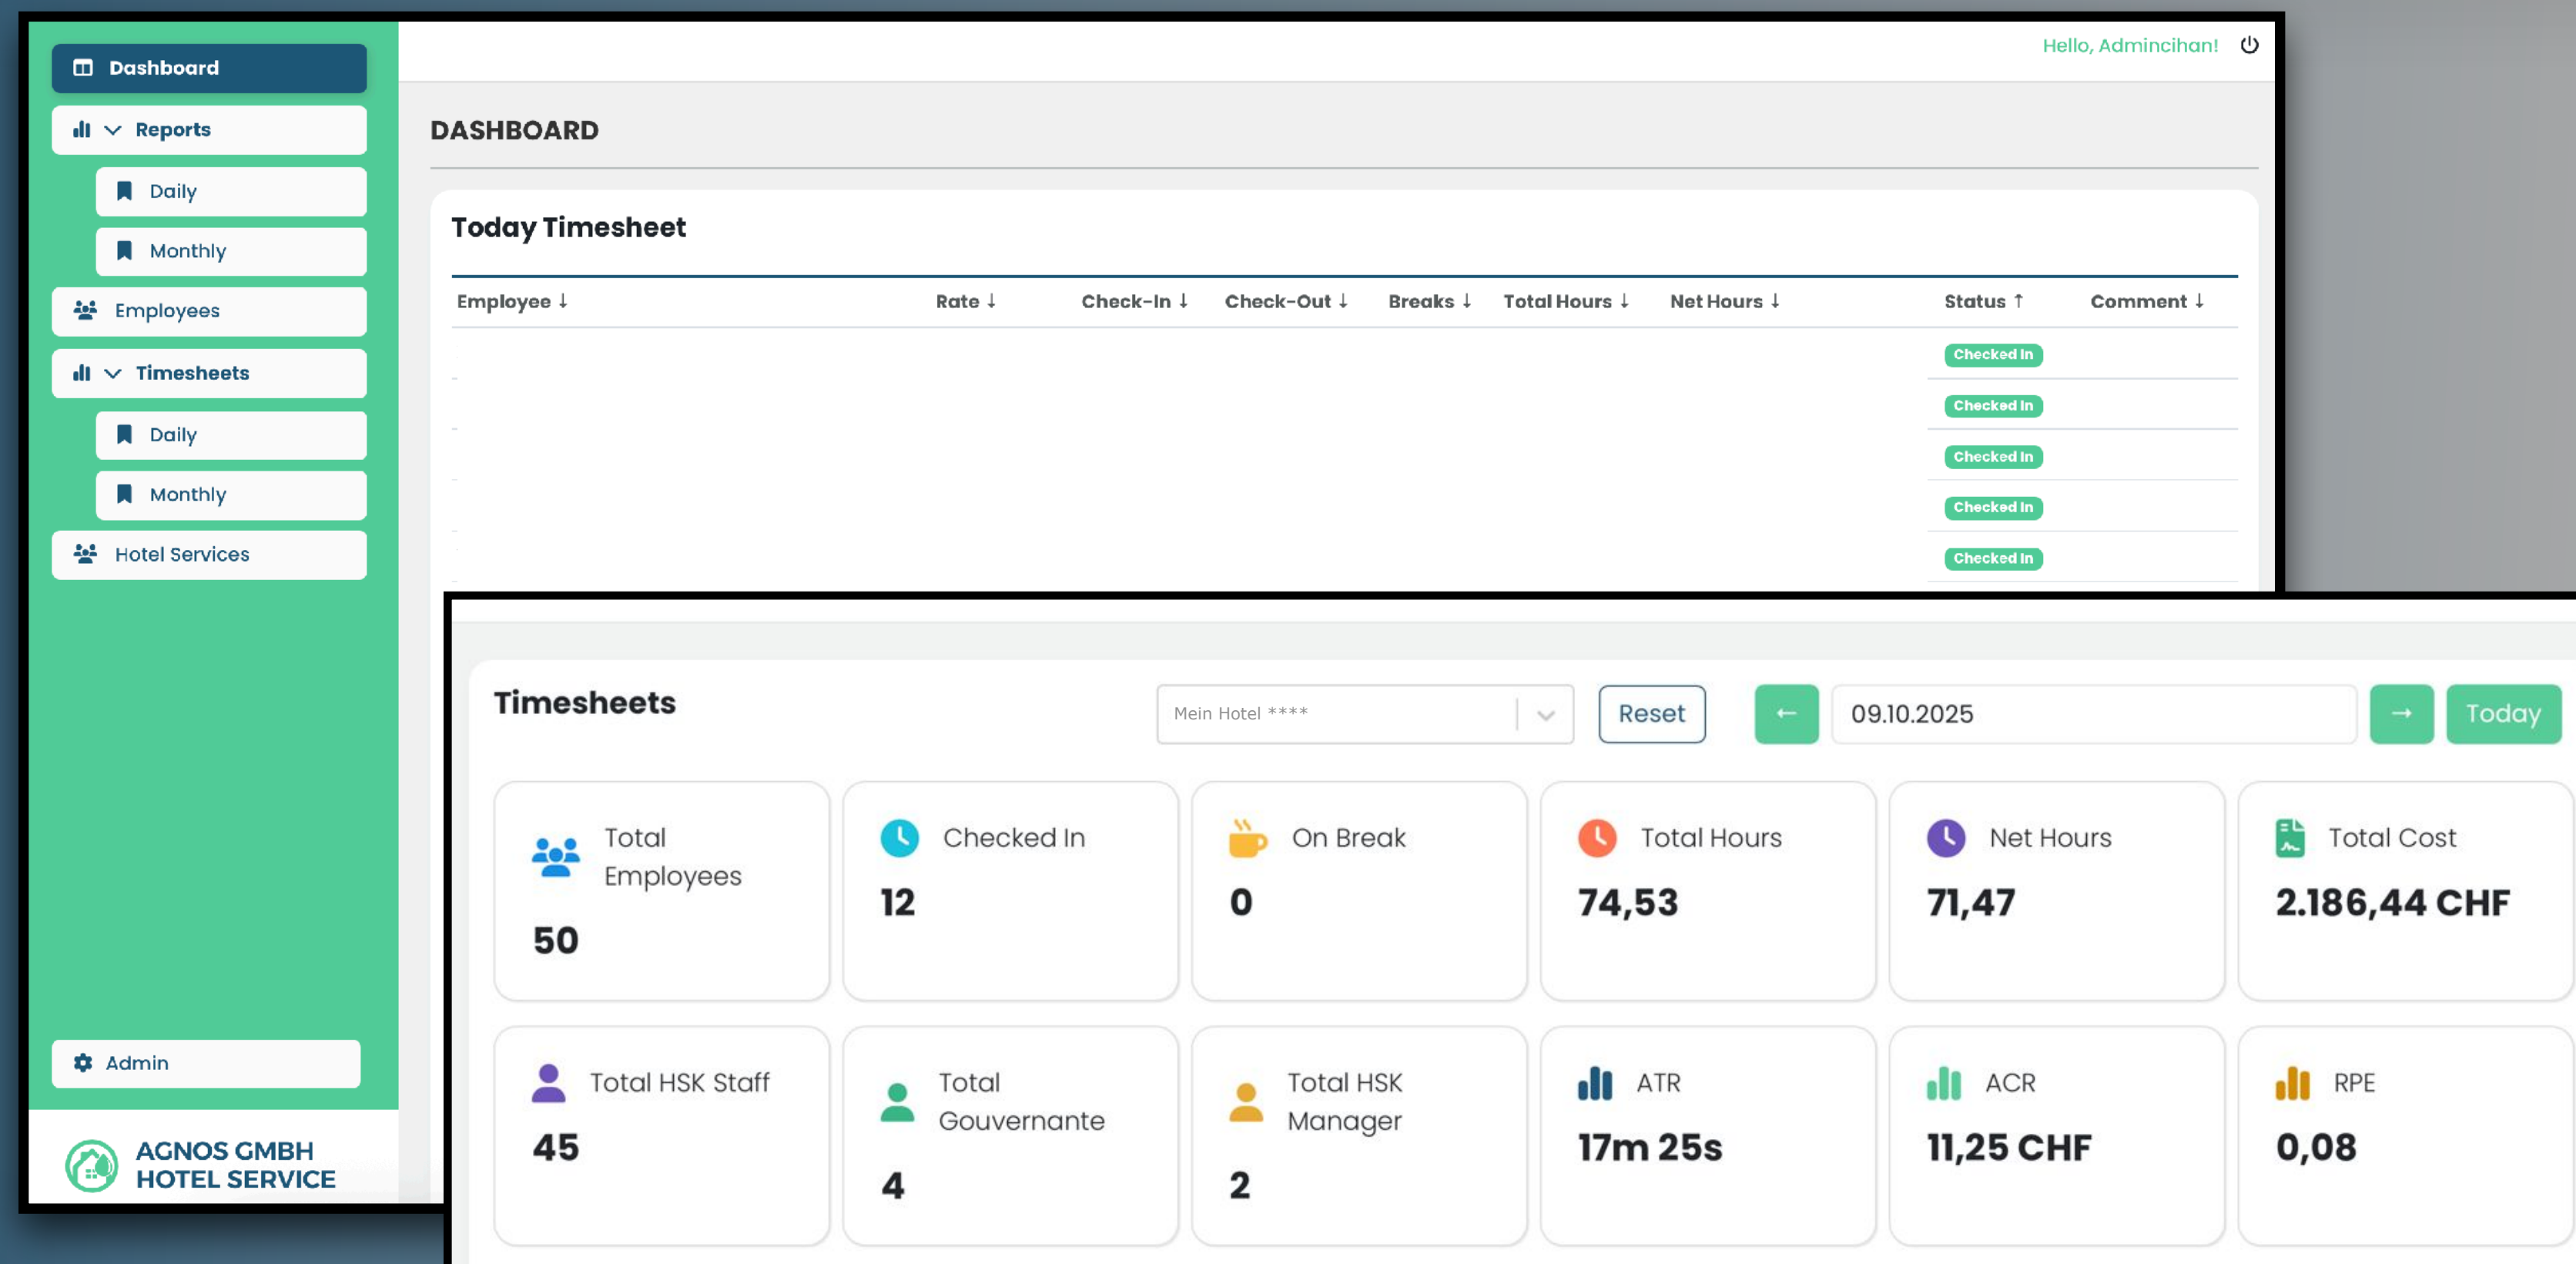 Dashboard
Reports
Daily
Monthly
Employees
Timesheets
Daily
Monthly
Hotel Services
Admin
AGNOS GMBH
HOTEL SERVICE
Hello, Admincihan!
DASHBOARD
Today Timesheet
Employee ↓ Rate ↓ Check-In ↓ Check-Out ↓ Breaks ↓ Total Hours ↓ Net Hours ↓ Status ↑ Comment ↓
Checked In
Checked In
Checked In
Checked In
Checked In
Timesheets
Mein Hotel ****
Reset
←
09.10.2025
→
Today
Total
Employees
50
Checked In
12
On Break
0
Total Hours
74,53
Net Hours
71,47
Total Cost
2.186,44 CHF
Total HSK Staff
45
Total
Gouvernante
4
Total HSK
Manager
2
ATR
17m 25s
ACR
11,25 CHF
RPE
0,08